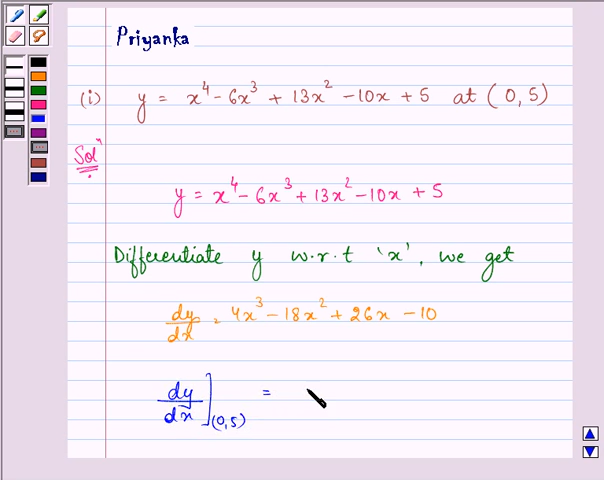 Priyanka
(i) y = x⁴ - 6x³ + 13x² - 10x + 5 at (0, 5)
Solⁿ
y = x⁴ - 6x³ + 13x² - 10x + 5
Differentiate y w.r.t 'x', we get
dy/dx = 4x³ - 18x² + 26x - 10
dy/dx](0,5) =